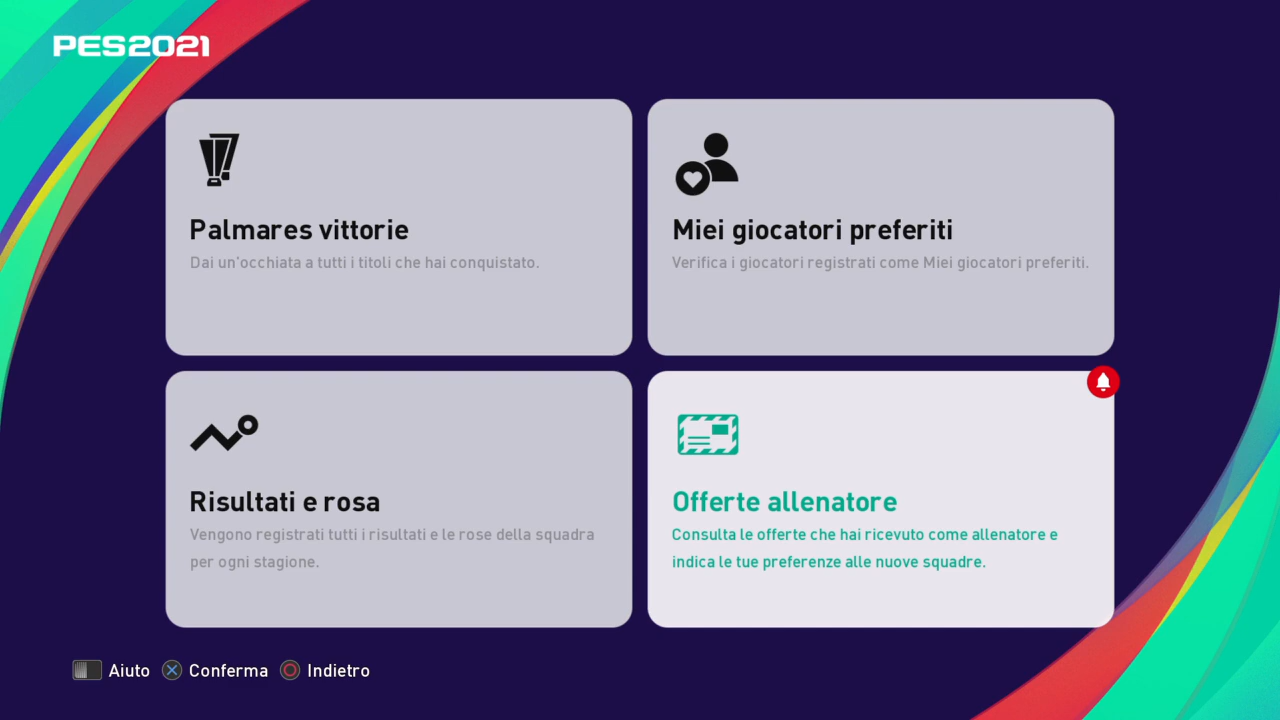 PES2021
Palmares vittorie
Dai un'occhiata a tutti i titoli che hai conquistato.
Miei giocatori preferiti
Verifica i giocatori registrati come Miei giocatori preferiti.
Risultati e rosa
Vengono registrati tutti i risultati e le rose della squadra
per ogni stagione.
Offerte allenatore
Consulta le offerte che hai ricevuto come allenatore e
indica le tue preferenze alle nuove squadre.
Aiuto Conferma Indietro